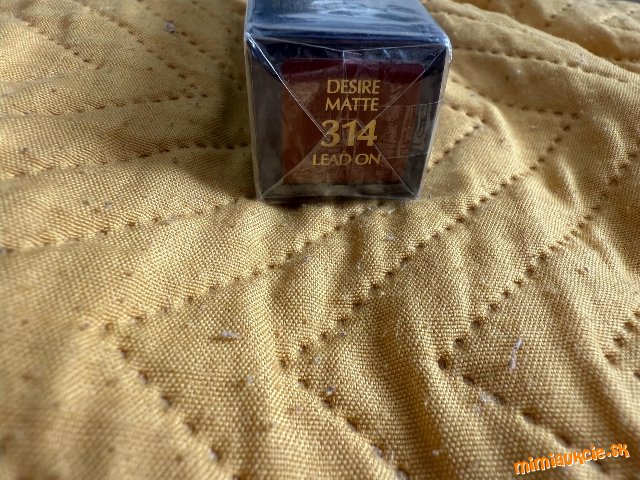 DESIRE
MATTE
314
LEAD ON
mimiaukcie.sk